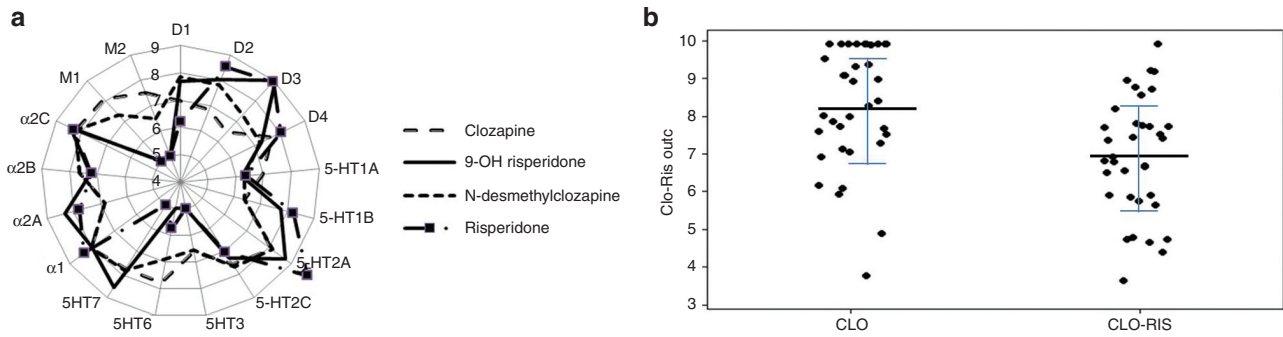 a
D1
D2
D3
D4
5-HT1A
5-HT1B
5-HT2A
5-HT2C
5HT3
5HT6
5HT7
α1
α2A
α2B
α2C
M1
M2
9
8
7
6
5
4
Clozapine
9-OH risperidone
N-desmethylclozapine
Risperidone
b
Clo-Ris outc
10
9
8
7
6
5
4
3
CLO
CLO-RIS